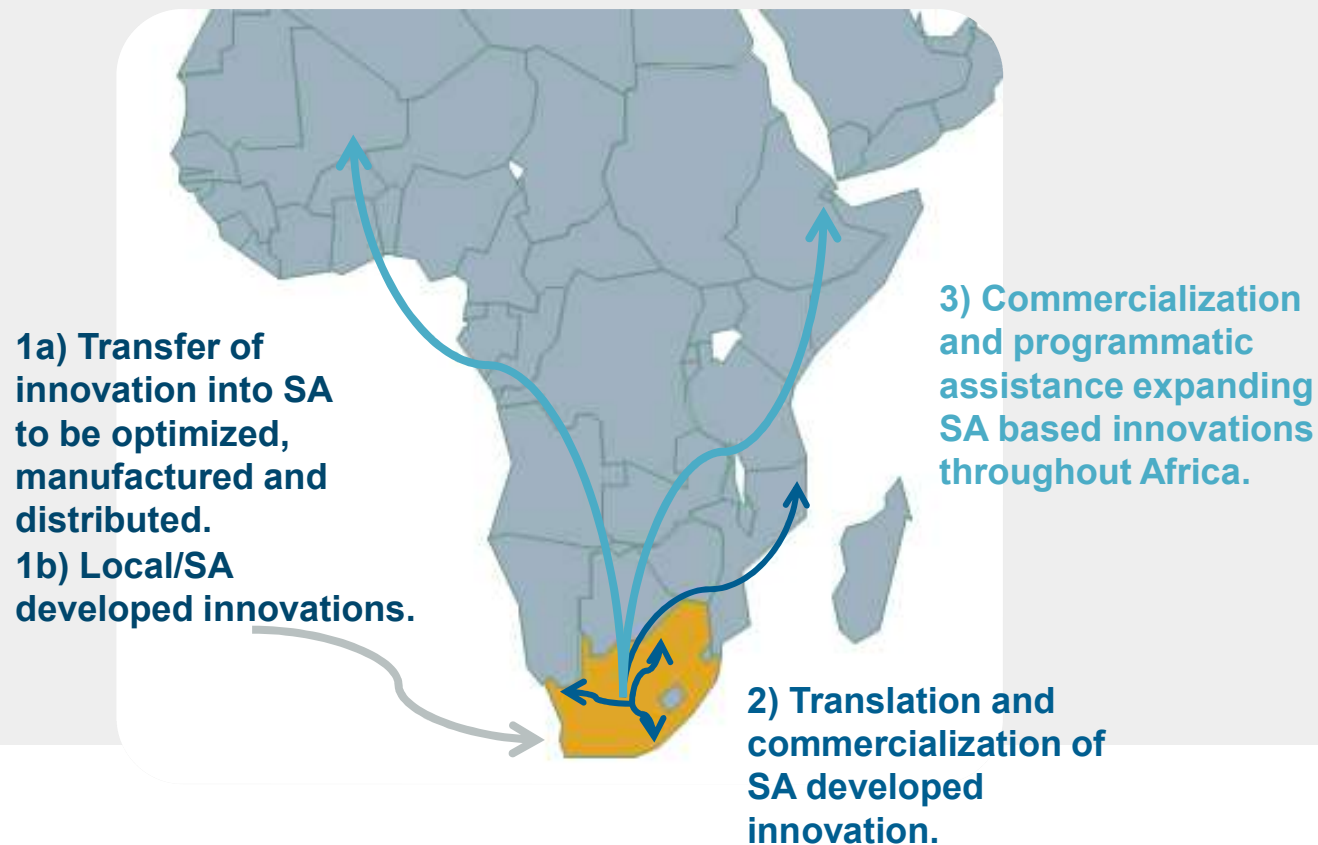 1a) Transfer of
innovation into SA
to be optimized,
manufactured and
distributed.
1b) Local/SA
developed innovations.
3) Commercialization
and programmatic
assistance expanding
SA based innovations
throughout Africa.
2) Translation and
commercialization of
SA developed
innovation.